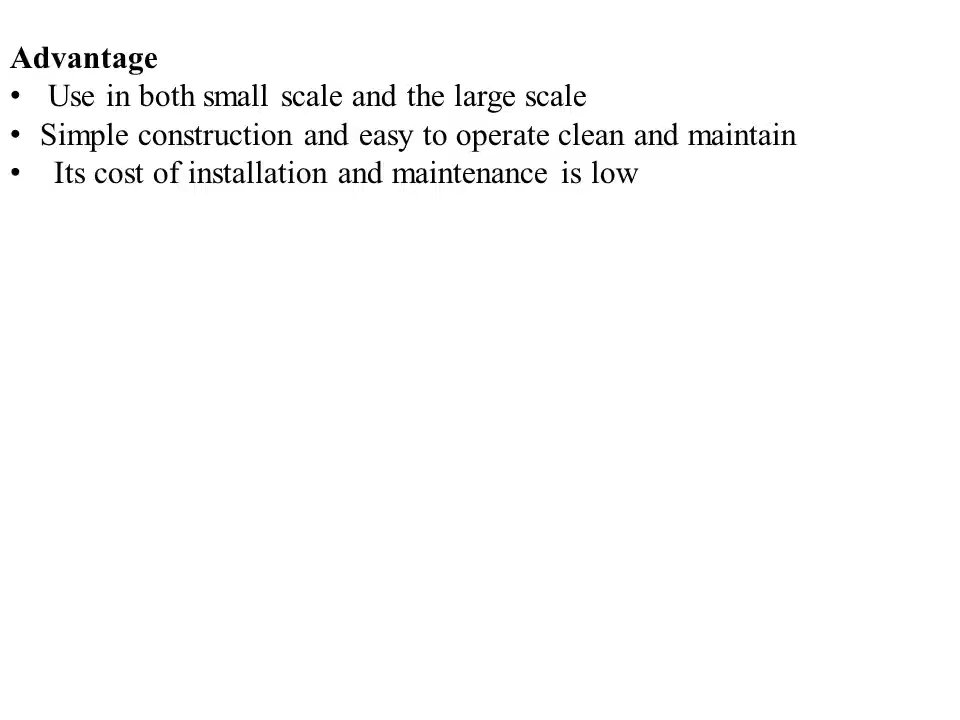 Advantage
• Use in both small scale and the large scale
• Simple construction and easy to operate clean and maintain
• Its cost of installation and maintenance is low